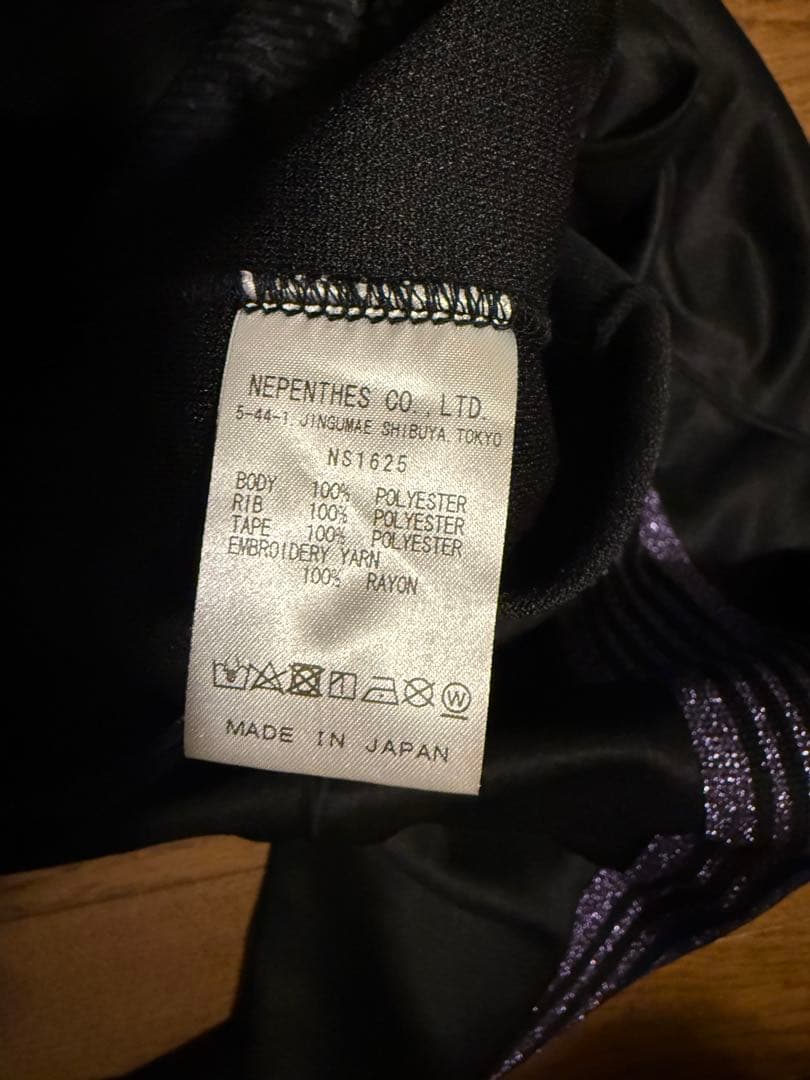 NEPENTHES CO.,LTD.
5-44-1, JINGUMAE SHIBUYA, TOKYO
NS1625
BODY 100% POLYESTER
RIB 100% POLYESTER
TAPE 100% POLYESTER
EMBROIDERY YARN
100% RAYON
W
MADE IN JAPAN